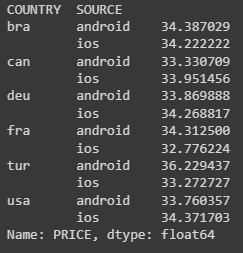 COUNTRY  SOURCE
bra      android    34.387029
         ios        34.222222
can      android    33.330709
         ios        33.951456
deu      android    33.869888
         ios        34.268817
fra      android    34.312500
         ios        32.776224
tur      android    36.229437
         ios        33.272727
usa      android    33.760357
         ios        34.371703
Name: PRICE, dtype: float64